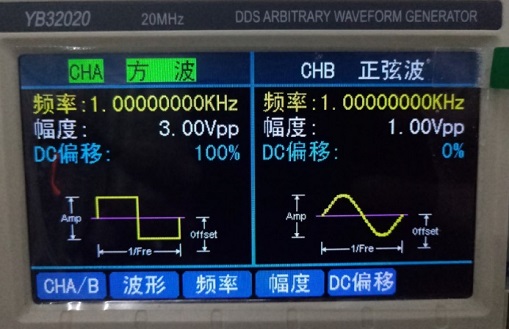 YB32020 20MHz DDS ARBITRARY WAVEFORM GENERATOR
CHA 方 波
频率:1.00000000KHz
幅度: 3.00Vpp
DC偏移: 100%
Amp
Offset
1/Fre
CHB 正弦波
频率:1.00000000KHz
幅度: 1.00Vpp
DC偏移: 0%
Amp
Offset
1/Fre
CHA/B 波形 频率 幅度 DC偏移